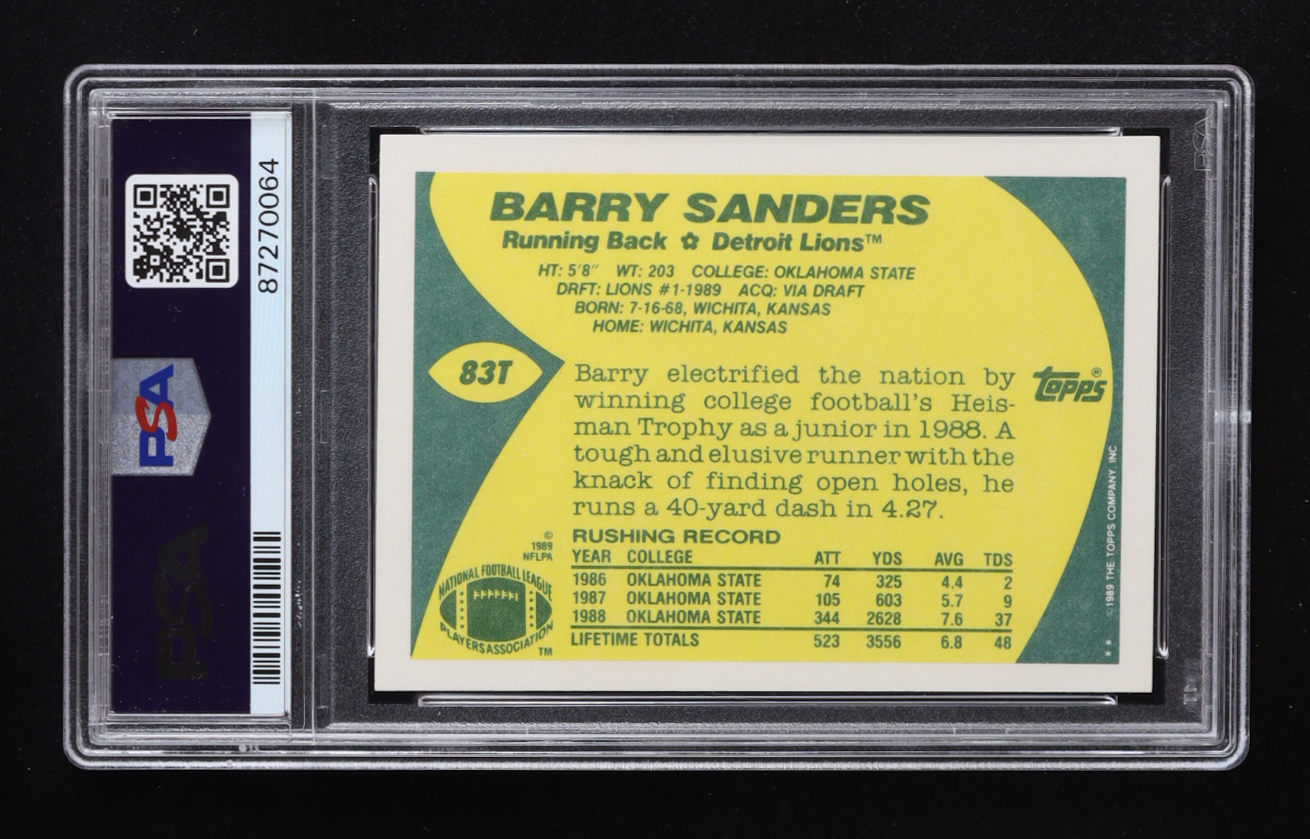 87270064
PSA
PSA
BARRY SANDERS
Running Back ✿ Detroit Lions™
HT: 5'8" WT: 203 COLLEGE: OKLAHOMA STATE
DRFT: LIONS #1-1989 ACQ: VIA DRAFT
BORN: 7-16-68, WICHITA, KANSAS
HOME: WICHITA, KANSAS
83T
Barry electrified the nation by
winning college football's Heis-
man Trophy as a junior in 1988. A
tough and elusive runner with the
knack of finding open holes, he
runs a 40-yard dash in 4.27.
TOPPS®
RUSHING RECORD
YEAR COLLEGE ATT YDS AVG TDS
1986 OKLAHOMA STATE 74 325 4.4 2
1987 OKLAHOMA STATE 105 603 5.7 9
1988 OKLAHOMA STATE 344 2628 7.6 37
LIFETIME TOTALS 523 3556 6.8 48
©
1989
NFLPA
NATIONAL FOOTBALL LEAGUE
PLAYERS ASSOCIATION
TM
©1989 THE TOPPS COMPANY, INC
**
PSA